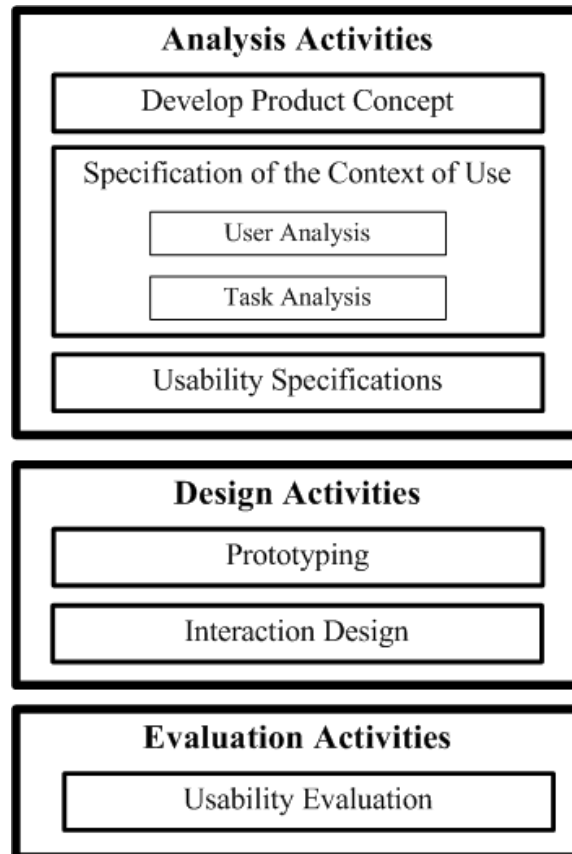 Analysis Activities
Develop Product Concept
Specification of the Context of Use
User Analysis
Task Analysis
Usability Specifications
Design Activities
Prototyping
Interaction Design
Evaluation Activities
Usability Evaluation